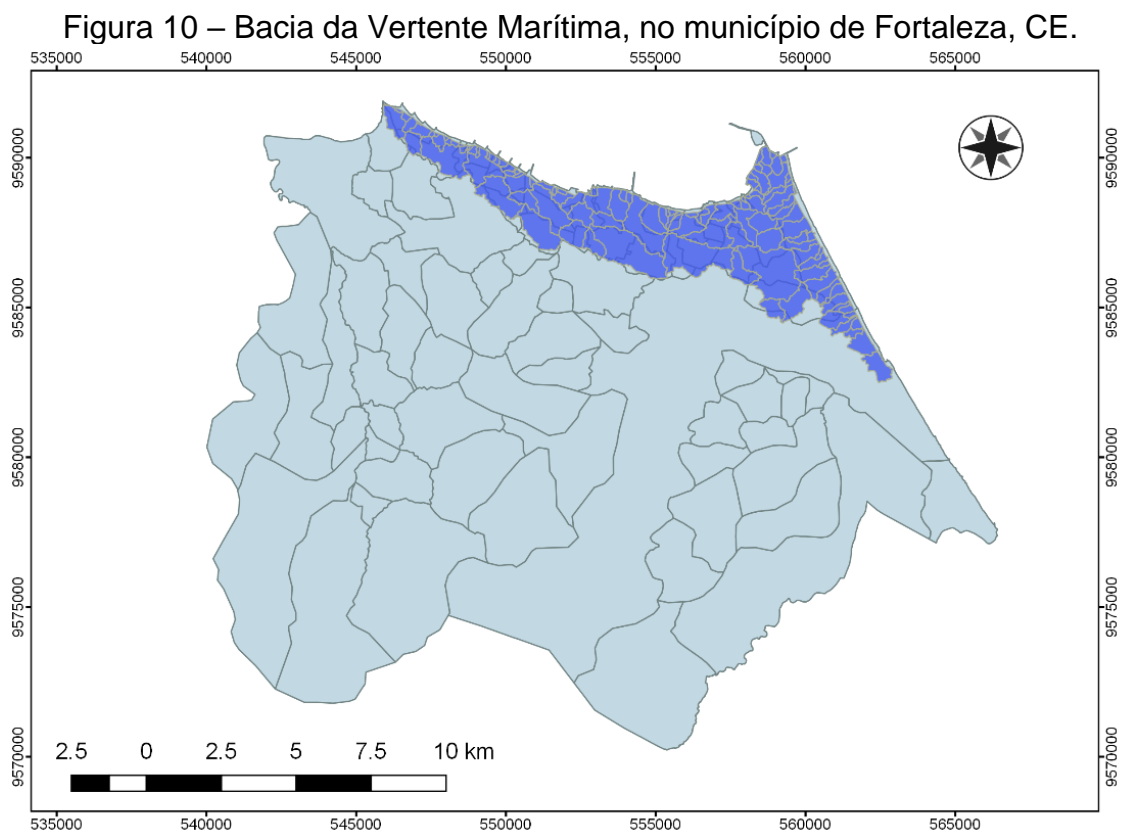 Figura 10 – Bacia da Vertente Marítima, no município de Fortaleza, CE.
535000 540000 545000 550000 555000 560000 565000
9590000 9590000
9585000 9585000
9580000 9580000
9575000 9575000
2.5 0 2.5 5 7.5 10 km
9570000 9570000
535000 540000 545000 550000 555000 560000 565000